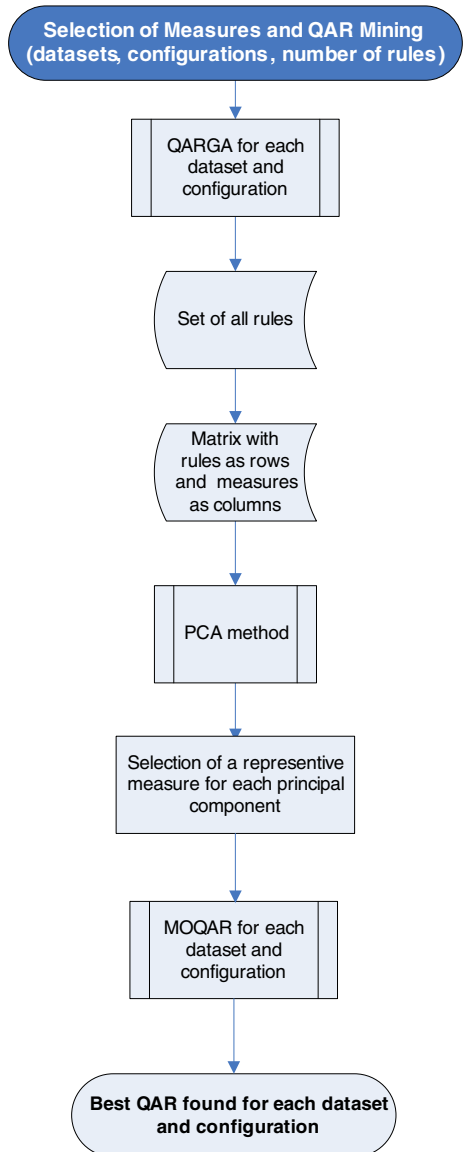 Selection of Measures and QAR Mining
(datasets, configurations, number of rules)
QARGA for each
dataset and
configuration
Set of all rules
Matrix with
rules as rows
and measures
as columns
PCA method
Selection of a representive
measure for each principal
component
MOQAR for each
dataset and
configuration
Best QAR found for each dataset
and configuration